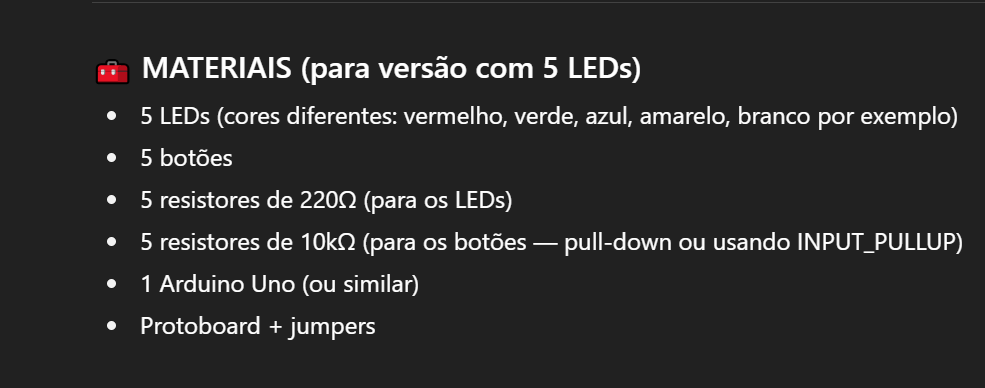 🧰 MATERIAIS (para versão com 5 LEDs)
• 5 LEDs (cores diferentes: vermelho, verde, azul, amarelo, branco por exemplo)
• 5 botões
• 5 resistores de 220Ω (para os LEDs)
• 5 resistores de 10kΩ (para os botões — pull-down ou usando INPUT_PULLUP)
• 1 Arduino Uno (ou similar)
• Protoboard + jumpers